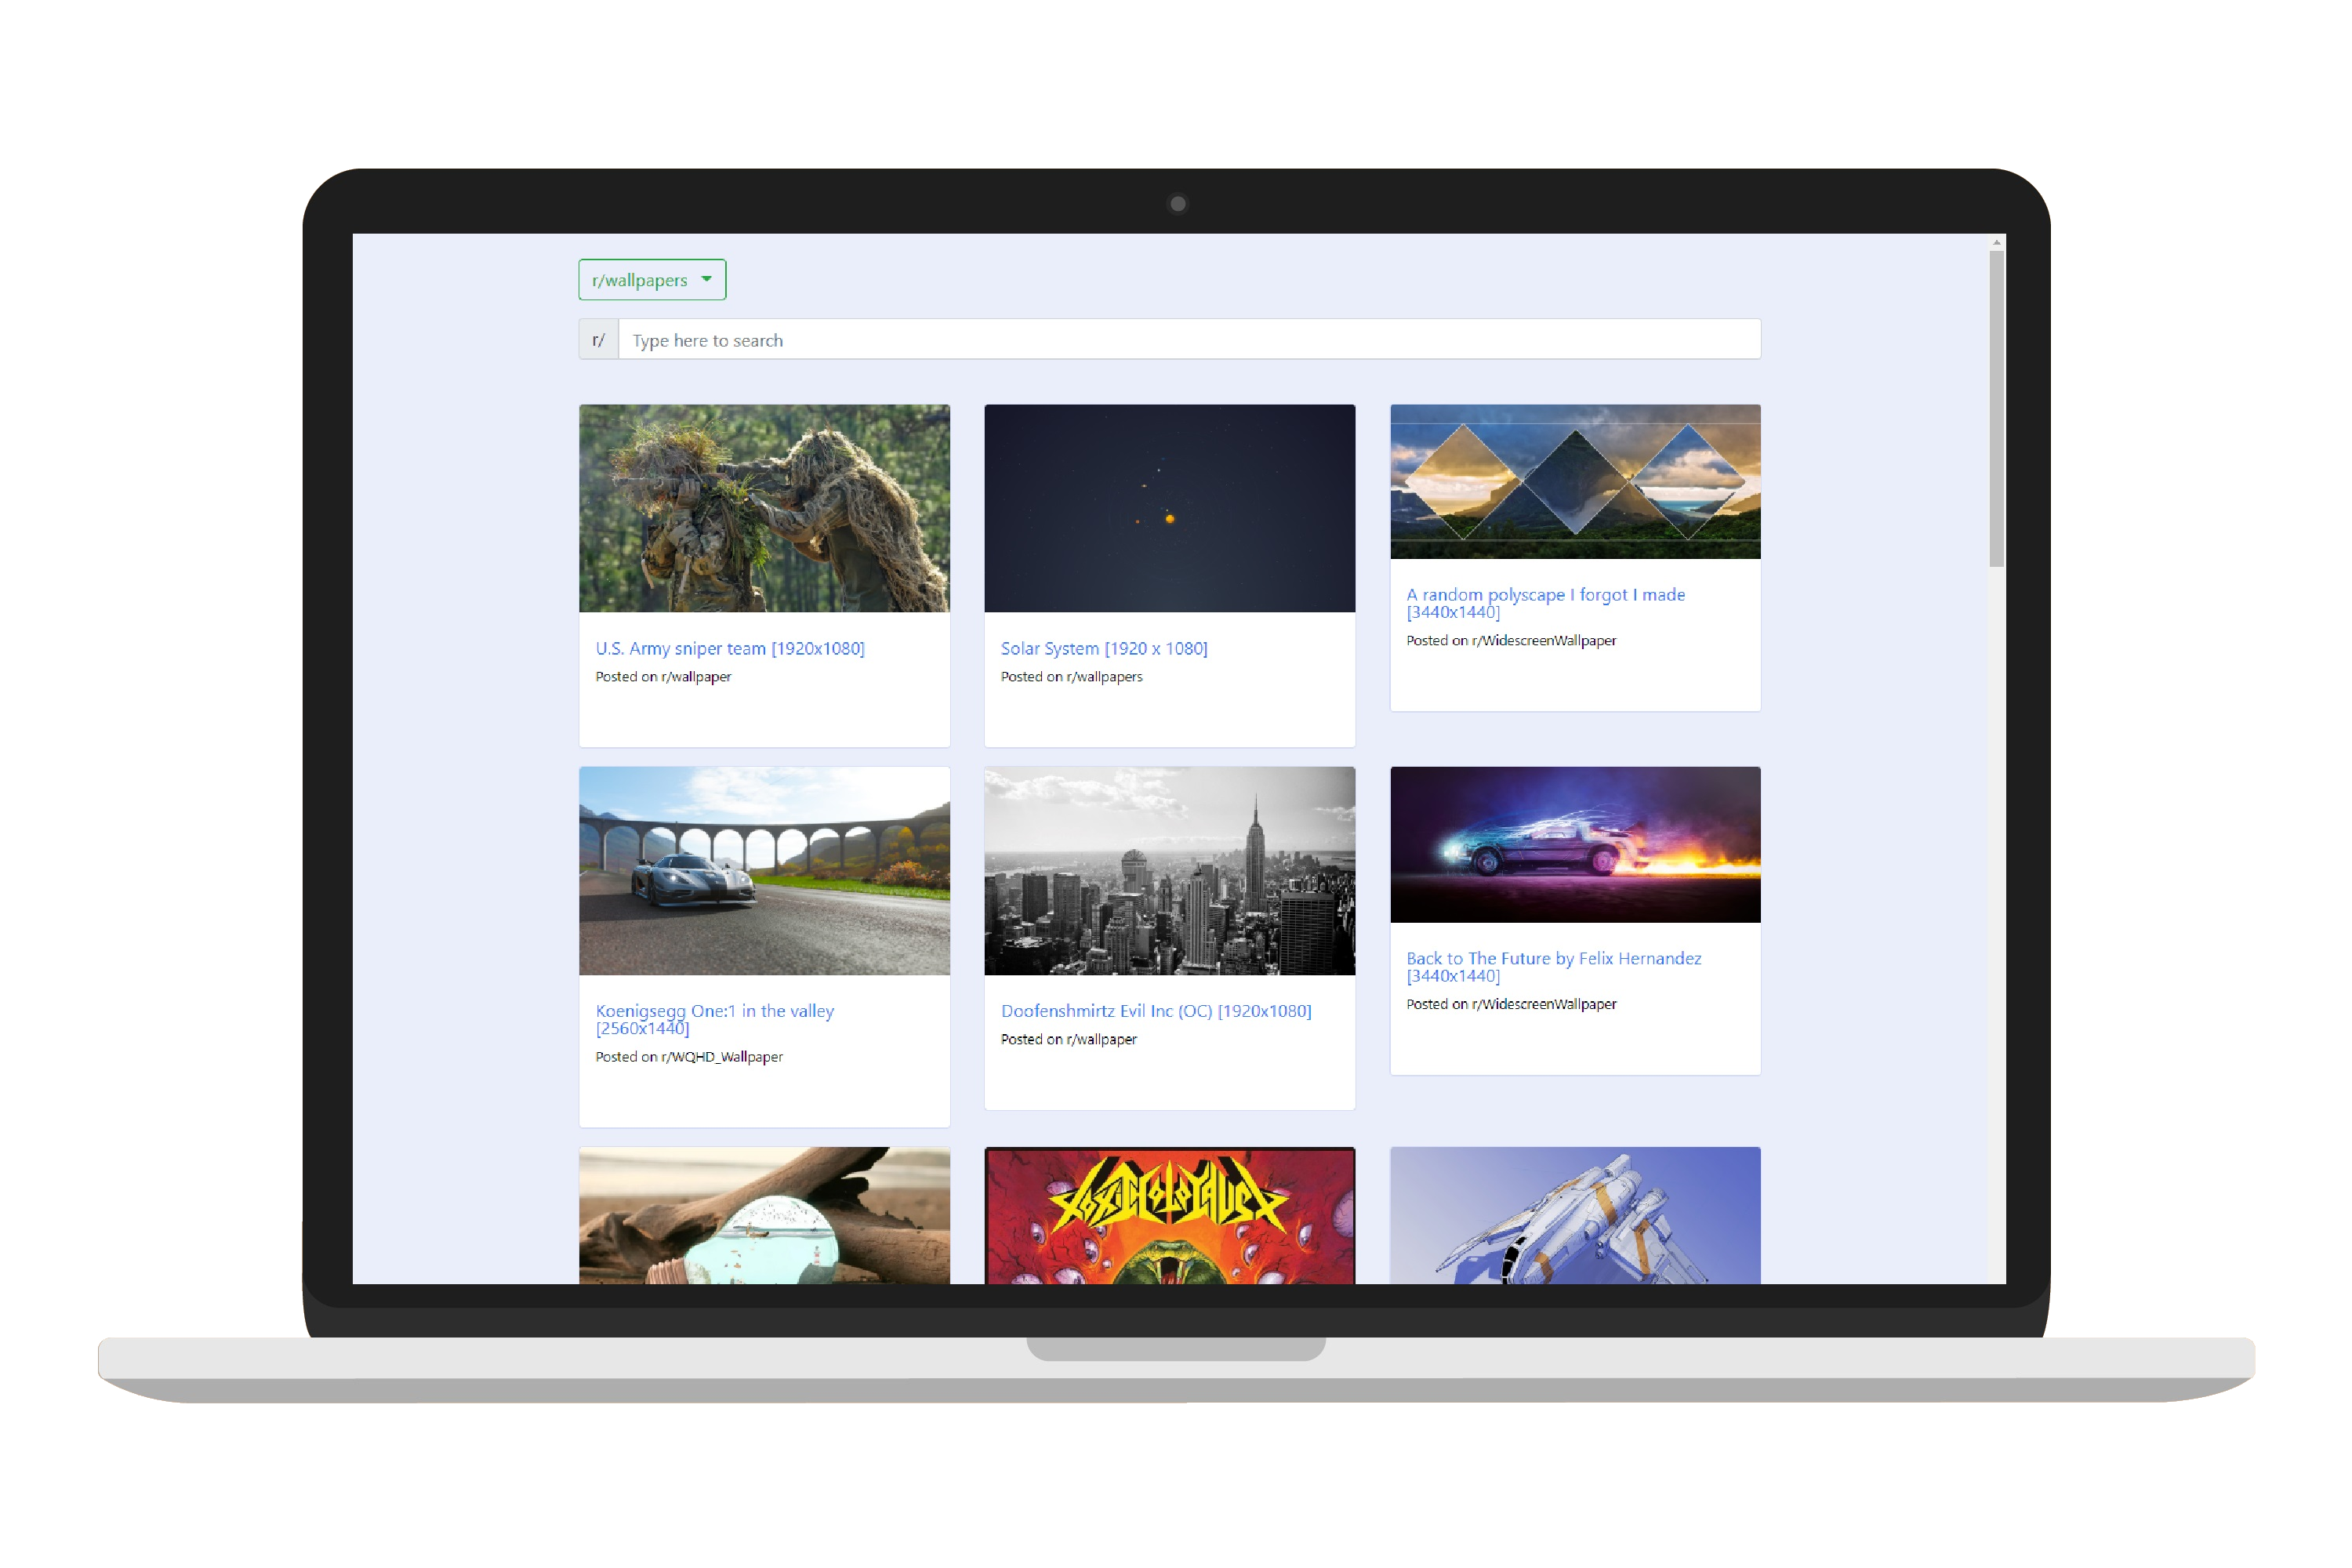 r/wallpapers
r/ Type here to search
U.S. Army sniper team [1920x1080]
Posted on r/wallpaper
Solar System [1920 x 1080]
Posted on r/wallpapers
A random polyscape I forgot I made
[3440x1440]
Posted on r/WidescreenWallpaper
Koenigsegg One:1 in the valley
[2560x1440]
Posted on r/WQHD_Wallpaper
Doofenshmirtz Evil Inc (OC) [1920x1080]
Posted on r/wallpaper
Back to The Future by Felix Hernandez
[3440x1440]
Posted on r/WidescreenWallpaper
TOXIC HOLOCAUST